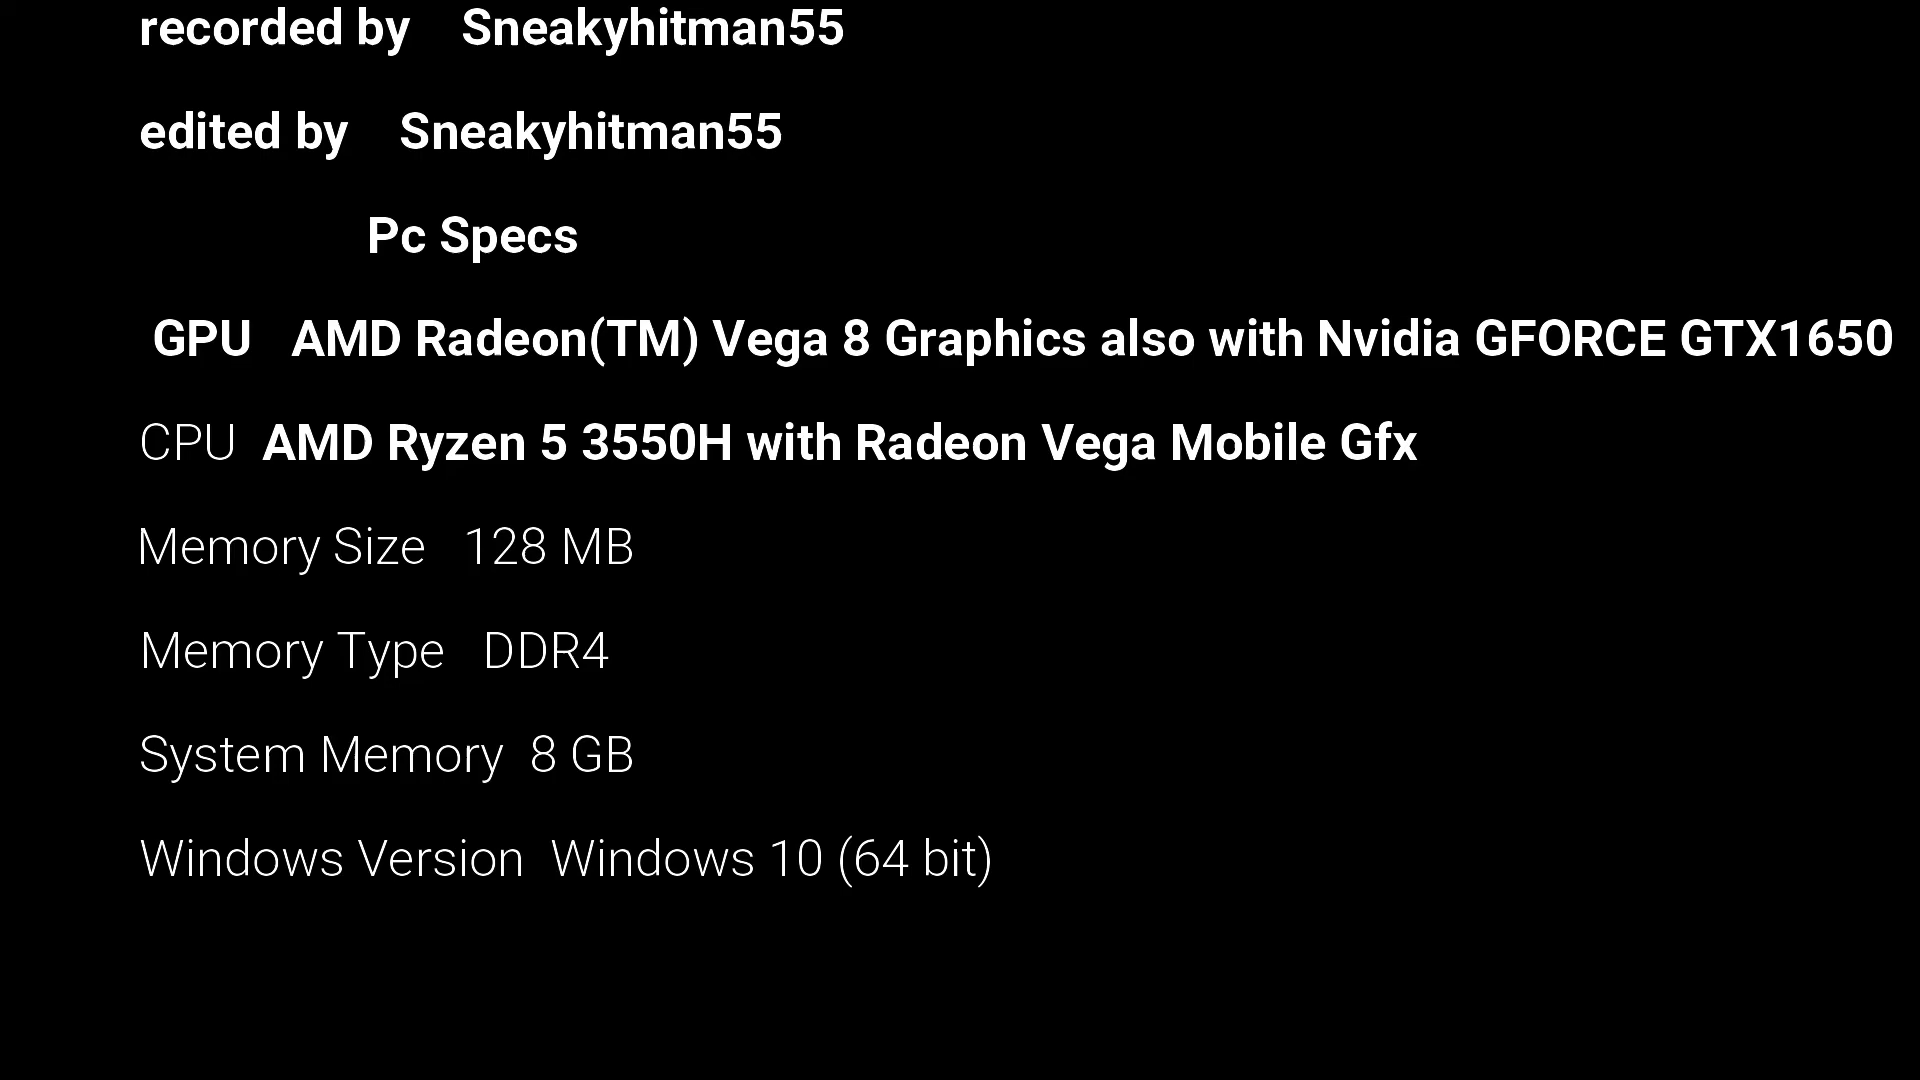 recorded by Sneakyhitman55
edited by Sneakyhitman55
Pc Specs
GPU AMD Radeon(TM) Vega 8 Graphics also with Nvidia GFORCE GTX1650
CPU AMD Ryzen 5 3550H with Radeon Vega Mobile Gfx
Memory Size 128 MB
Memory Type DDR4
System Memory 8 GB
Windows Version Windows 10 (64 bit)